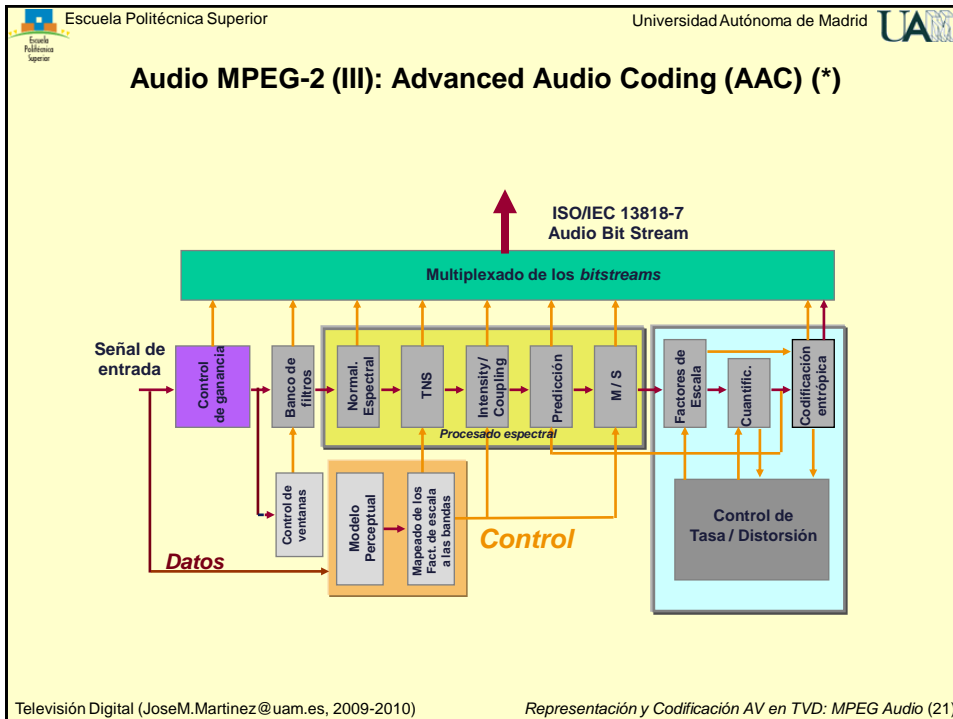 Escuela Politécnica Superior
Universidad Autónoma de Madrid
UAM
Escuela
Politécnica
Superior
Audio MPEG-2 (III): Advanced Audio Coding (AAC) (*)
ISO/IEC 13818-7
Audio Bit Stream
Multiplexado de los bitstreams
Señal de
entrada
Control
de ganancia
Banco de
filtros
Normal.
Espectral
TNS
Intensity/
Coupling
Predicción
M / S
Factores de
Escala
Cuantific.
Codificación
entrópica
Procesado espectral
Control de
ventanas
Modelo
Perceptual
Mapeado de los
Fact. de escala
a las bandas
Control
Control de
Tasa / Distorsión
Datos
Televisión Digital (JoseM.Martinez@uam.es, 2009-2010)
Representación y Codificación AV en TVD: MPEG Audio (21)